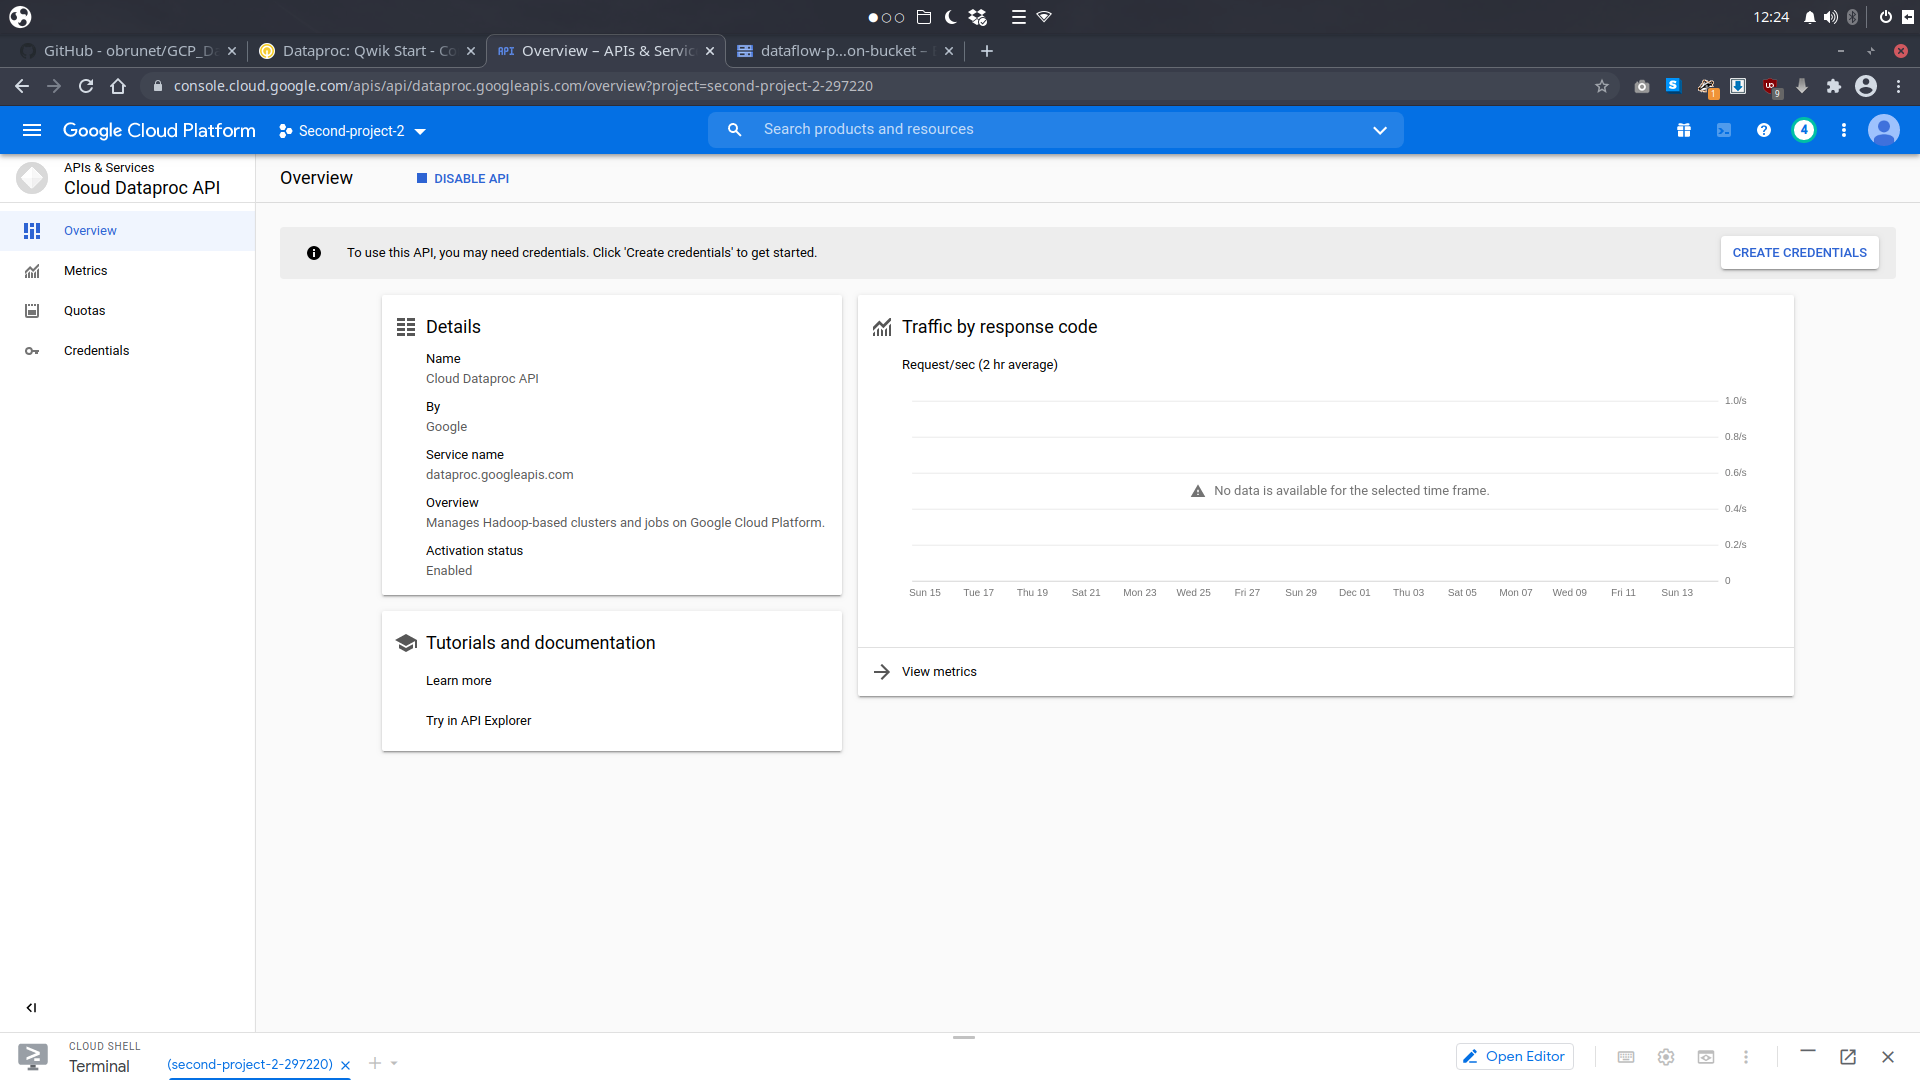 12:24
GitHub - obrunet/GCP_Da
Dataproc: Qwik Start - Co
API Overview – APIs & Servic
dataflow-p...on-bucket –
console.cloud.google.com/apis/api/dataproc.googleapis.com/overview?project=second-project-2-297220
1
9
Google Cloud Platform
Second-project-2
Search products and resources
4
APIs & Services
Cloud Dataproc API
Overview
DISABLE API
Overview
Metrics
Quotas
Credentials
To use this API, you may need credentials. Click 'Create credentials' to get started.
CREATE CREDENTIALS
Details
Name
Cloud Dataproc API
By
Google
Service name
dataproc.googleapis.com
Overview
Manages Hadoop-based clusters and jobs on Google Cloud Platform.
Activation status
Enabled
Tutorials and documentation
Learn more
Try in API Explorer
Traffic by response code
Request/sec (2 hr average)
1.0/s
0.8/s
0.6/s
No data is available for the selected time frame.
0.4/s
0.2/s
0
Sun 15 Tue 17 Thu 19 Sat 21 Mon 23 Wed 25 Fri 27 Sun 29 Dec 01 Thu 03 Sat 05 Mon 07 Wed 09 Fri 11 Sun 13
View metrics
CLOUD SHELL
Terminal
(second-project-2-297220)
Open Editor